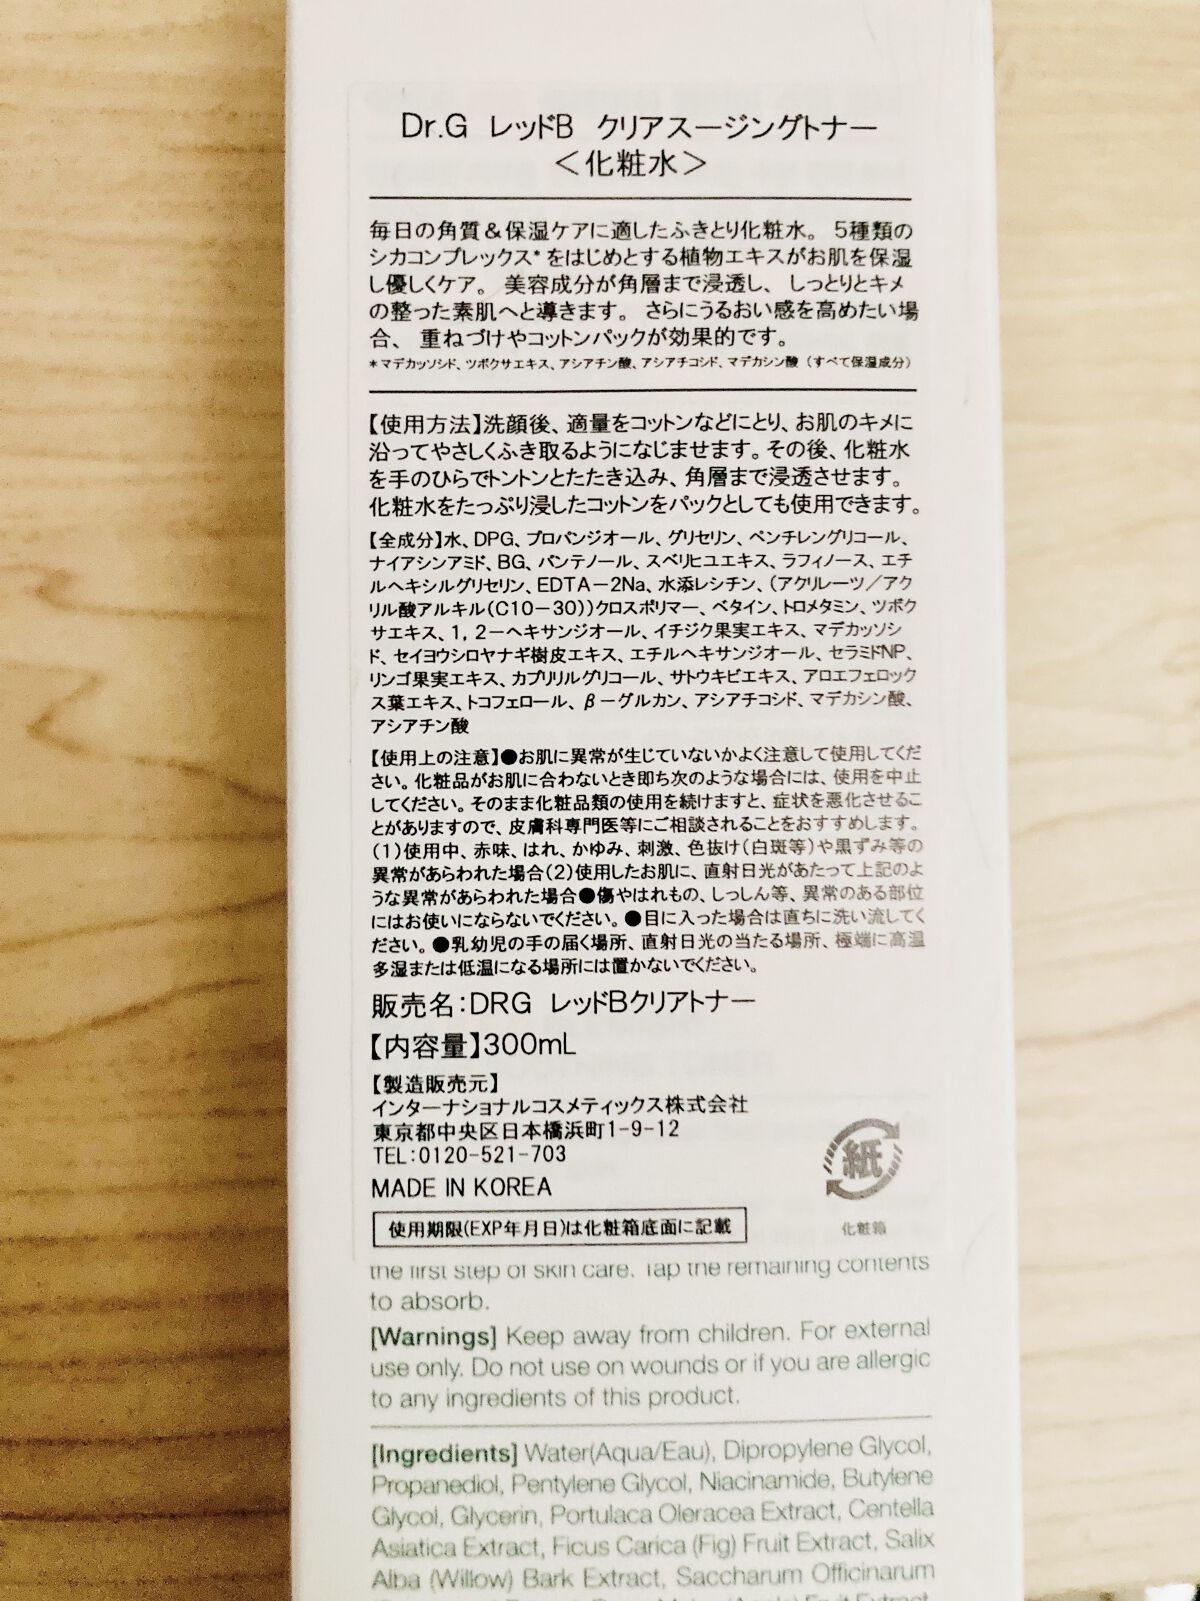 Dr.G レッドB クリアスージングトナー
＜化粧水＞
毎日の角質＆保湿ケアに適したふきとり化粧水。 5種類の
シカコンプレックス*をはじめとする植物エキスがお肌を保湿
し優しくケア。 美容成分が角層まで浸透し、 しっとりとキメ
の整った素肌へと導きます。 さらにうるおい感を高めたい場
合、 重ねづけやコットンパックが効果的です。
*マデカッソシド、ツボクサエキス、アシアチン酸、アシアチコシド、マデカシン酸 (すべて保湿成分)
【使用方法】洗顔後、適量をコットンなどにとり、お肌のキメに
沿ってやさしくふき取るようになじませます。その後、化粧水
を手のひらでトントンとたたき込み、角層まで浸透させます。
化粧水をたっぷり浸したコットンをパックとしても使用できます。
【全成分】水、DPG、プロパンジオール、グリセリン、ペンチレングリコール、
ナイアシンアミド、BG、パンテノール、スベリヒユエキス、ラフィノース、エチ
ルヘキシルグリセリン、EDTA－2Na、水添レシチン、(アクリレーツ／アク
リル酸アルキル(C10－30))クロスポリマー、ベタイン、トロメタミン、ツボク
サエキス、1,2－ヘキサンジオール、イチジク果実エキス、マデカッソシ
ド、セイヨウシロヤナギ樹皮エキス、エチルヘキサンジオール、セラミドNP、
リンゴ果実エキス、カプリリルグリコール、サトウキビエキス、アロエフェロック
ス葉エキス、トコフェロール、β－グルカン、アシアチコシド、マデカシン酸、
アシアチン酸
【使用上の注意】●お肌に異常が生じていないかよく注意して使用してくだ
さい。化粧品がお肌に合わないとき即ち次のような場合には、使用を中止
してください。そのまま化粧品類の使用を続けますと、症状を悪化させるこ
とがありますので、皮膚科専門医等にご相談されることをおすすめします。
(1)使用中、赤味、はれ、かゆみ、刺激、色抜け(白斑等)や黒ずみ等の
異常があらわれた場合(2)使用したお肌に、直射日光があたって上記のよ
うな異常があらわれた場合●傷やはれもの、しっしん等、異常のある部位
にはお使いにならないでください。●目に入った場合は直ちに洗い流してく
ださい。●乳幼児の手の届く場所、直射日光の当たる場所、極端に高温
多湿または低温になる場所には置かないでください。
販売名:DRG レッドBクリアトナー
【内容量】300mL
【製造販売元】
インターナショナルコスメティックス株式会社
東京都中央区日本橋浜町1-9-12
TEL:0120-521-703
MADE IN KOREA
紙
化粧箱
使用期限(EXP年月日)は化粧箱底面に記載
the first step of skin care. Tap the remaining contents
to absorb.
[Warnings] Keep away from children. For external
use only. Do not use on wounds or if you are allergic
to any ingredients of this product.
[Ingredients] Water(Aqua/Eau), Dipropylene Glycol,
Propanediol, Pentylene Glycol, Niacinamide, Butylene
Glycol, Glycerin, Portulaca Oleracea Extract, Centella
Asiatica Extract, Ficus Carica (Fig) Fruit Extract, Salix
Alba (Willow) Bark Extract, Saccharum Officinarum
Fruit Extract,